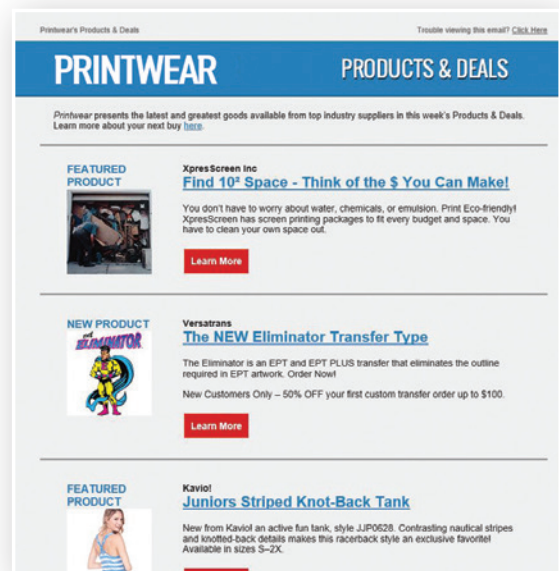 Printwear's Products & Deals
Trouble viewing this email? Click Here
PRINTWEAR
PRODUCTS & DEALS
Printwear presents the latest and greatest goods available from top industry suppliers in this week's Products & Deals.
Learn more about your next buy here.
FEATURED
PRODUCT
XpresScreen Inc
Find 10² Space - Think of the $ You Can Make!
You don't have to worry about water, chemicals, or emulsion. Print Eco-friendly!
XpresScreen has screen printing packages to fit every budget and space. You
have to clean your own space out.
Learn More
NEW PRODUCT
ELIMINATOR
Versatrans
The NEW Eliminator Transfer Type
The Eliminator is an EPT and EPT PLUS transfer that eliminates the outline
required in EPT artwork. Order Now!
New Customers Only – 50% OFF your first custom transfer order up to $100.
Learn More
FEATURED
PRODUCT
Kavio!
Juniors Striped Knot-Back Tank
New from Kavio! an active fun tank, style JJP0628. Contrasting nautical stripes
and knotted-back details makes this racerback style an exclusive favorite!
Available in sizes S–2X.